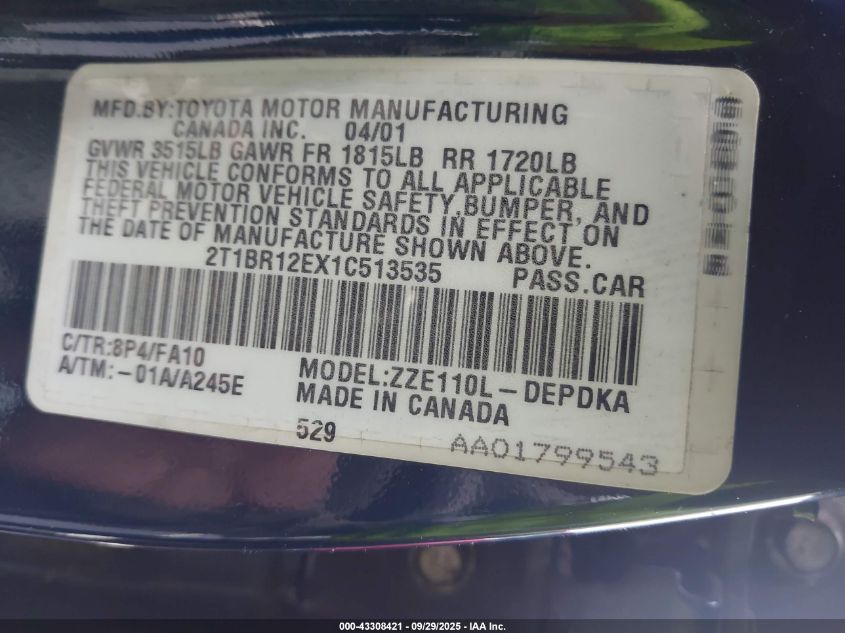 MFD.BY:TOYOTA MOTOR MANUFACTURING
CANADA INC. 04/01
GVWR 3515LB GAWR FR 1815LB RR 1720LB
THIS VEHICLE CONFORMS TO ALL APPLICABLE
FEDERAL MOTOR VEHICLE SAFETY,BUMPER, AND
THEFT PREVENTION STANDARDS IN EFFECT ON
THE DATE OF MANUFACTURE SHOWN ABOVE.
2T1BR12EX1C513535 PASS.CAR
C/TR:8P4/FA10
A/TM:-01A/A245E
MODEL:ZZE110L-DEPDKA
MADE IN CANADA
529
AA01799543
000-43308421 - 09/29/2025 - IAA Inc.